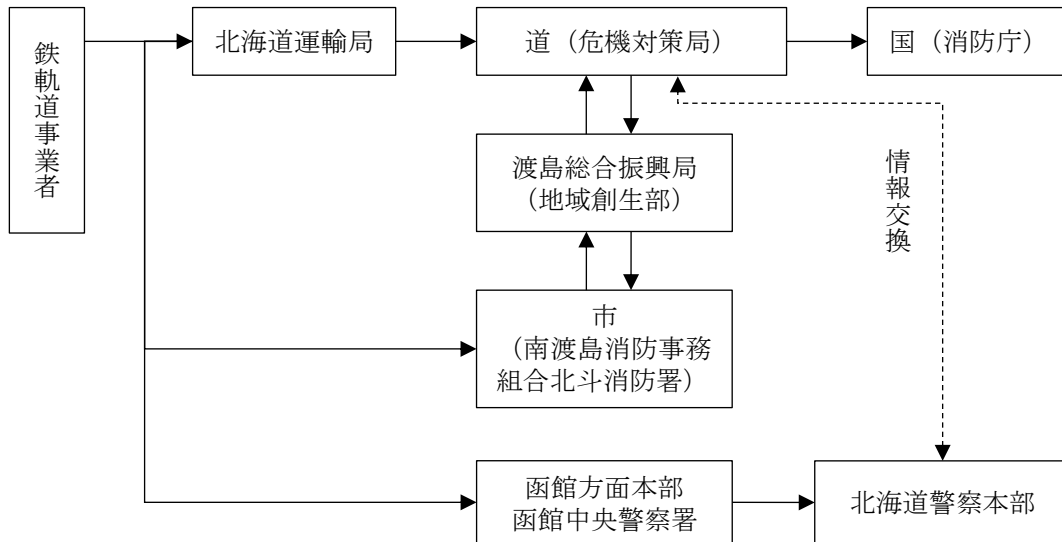 鉄軌道事業者
北海道運輸局
道（危機対策局）
国（消防庁）
渡島総合振興局
（地域創生部）
情報交換
市
（南渡島消防事務
組合北斗消防署）
函館方面本部
函館中央警察署
北海道警察本部